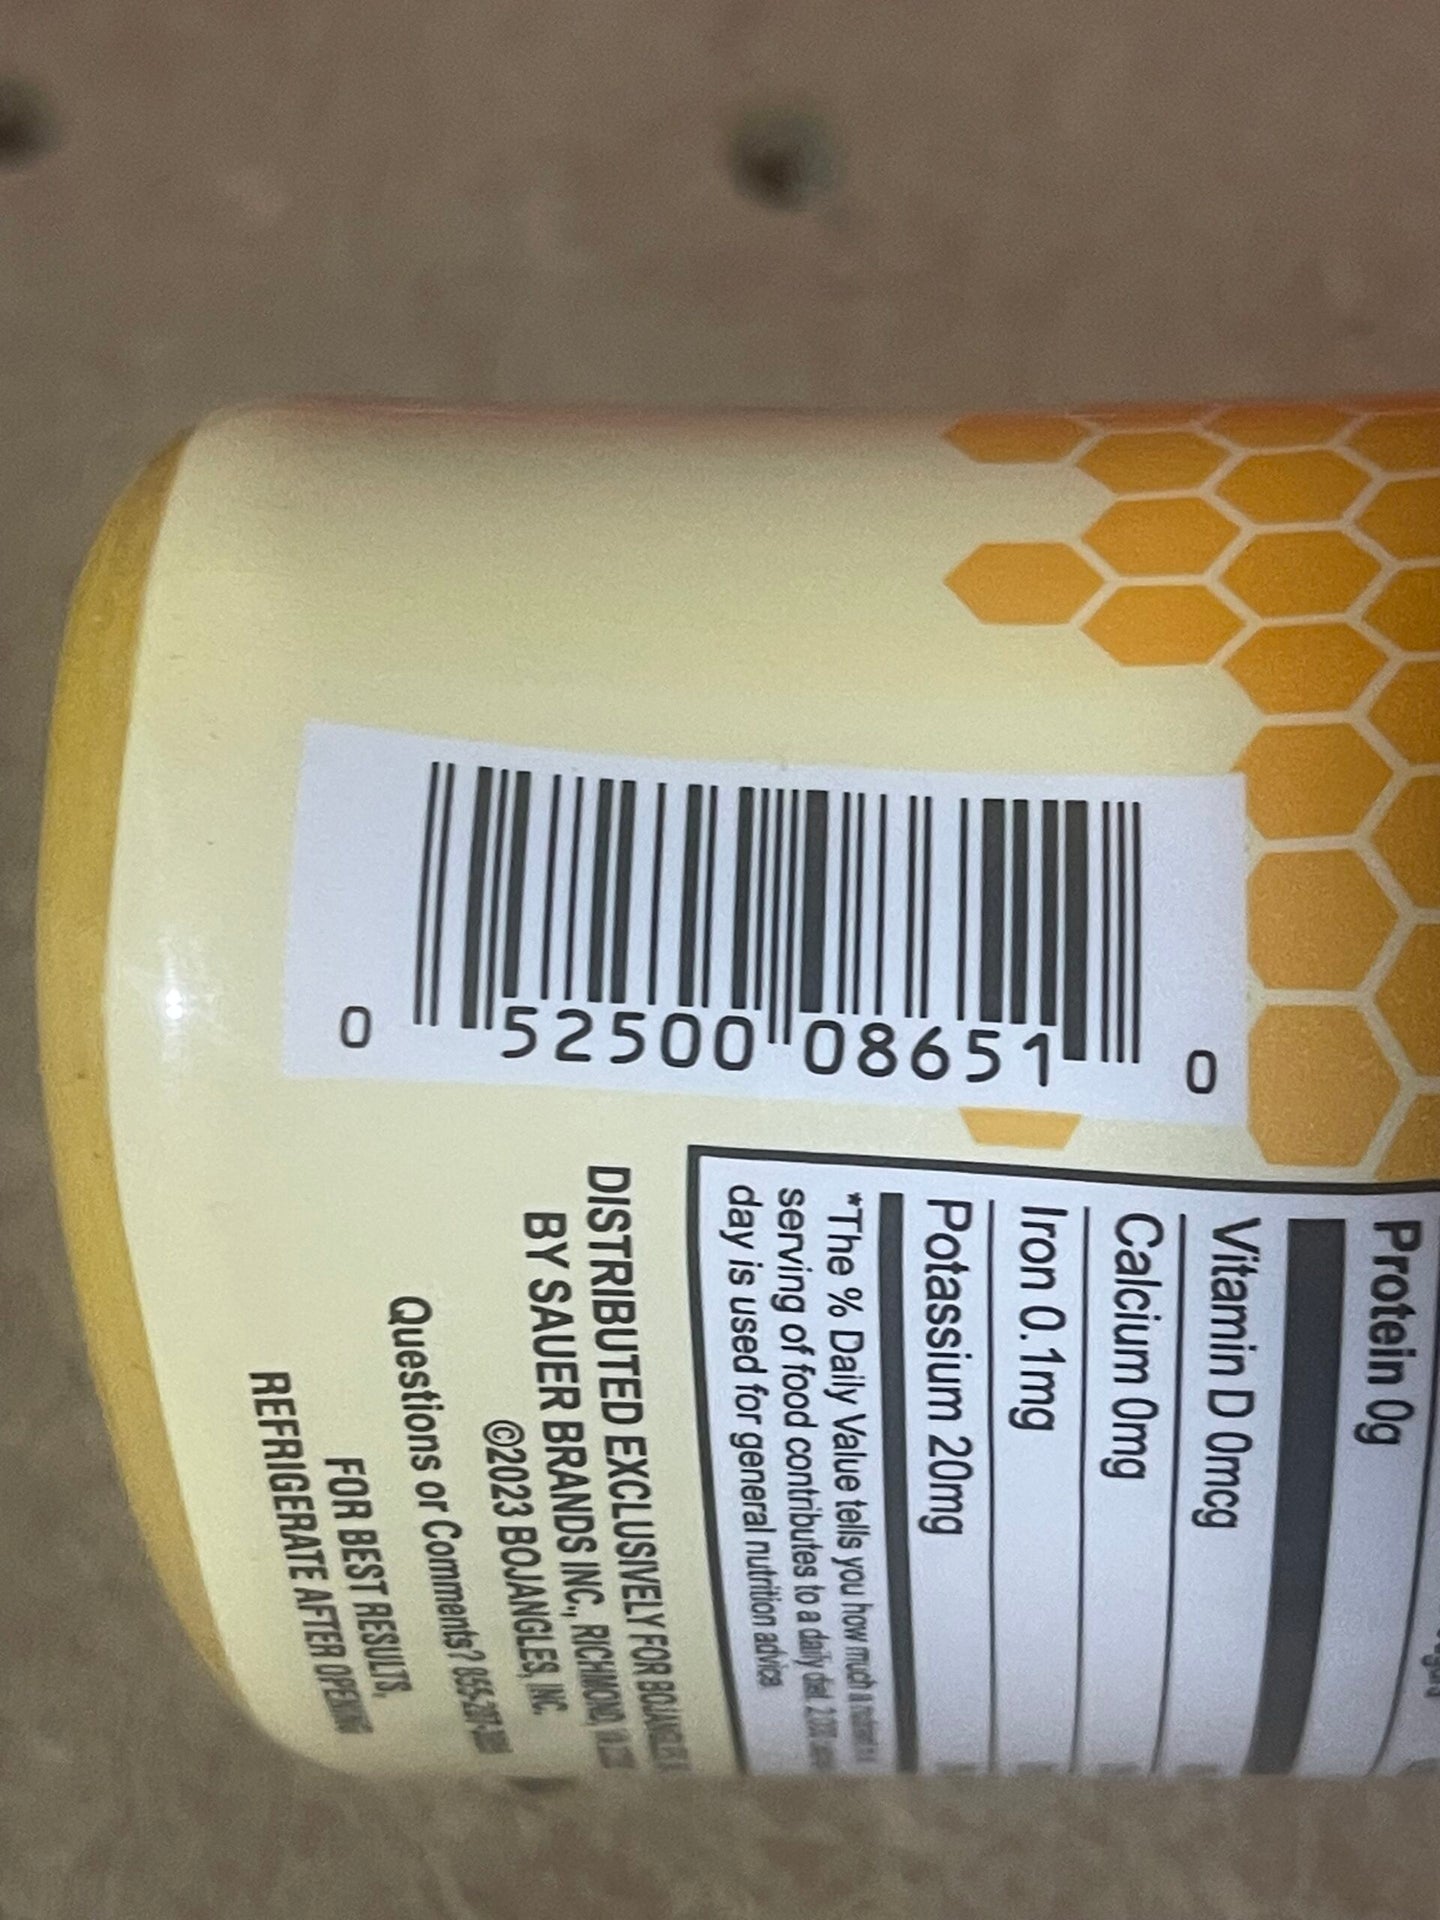 0 52500 08651 0
Protein 0g
Vitamin D 0mcg
Calcium 0mg
Iron 0.1mg
Potassium 20mg
*The % Daily Value tells you how much a nutrient in a
serving of food contributes to a daily diet. 2,000
day is used for general nutrition advice
DISTRIBUTED EXCLUSIVELY FOR BOJANGLES
BY SAUER BRANDS INC., RICHMOND,
©2023 BOJANGLES, INC.
Questions or Comments?
FOR BEST RESULTS,
REFRIGERATE AFTER OPENING